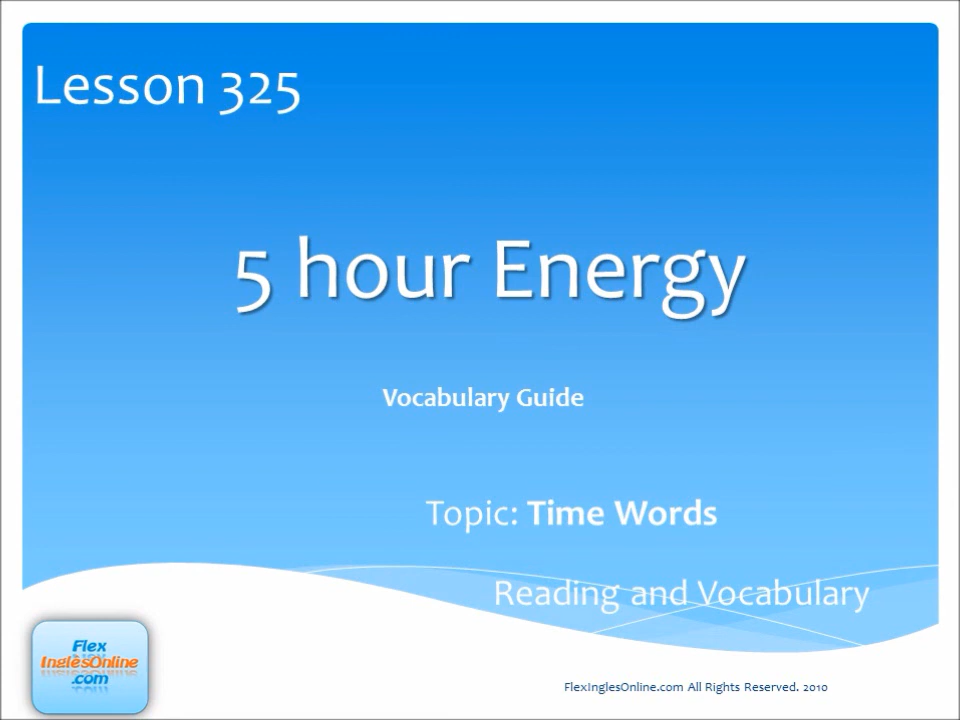 Lesson 325
5 hour Energy
Vocabulary Guide
Topic: Time Words
Reading and Vocabulary
Flex
InglésOnline
.com
FlexInglesOnline.com All Rights Reserved. 2010